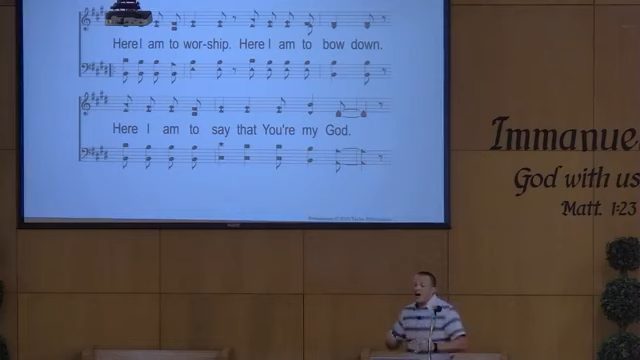 Here I am to wor-ship. Here I am to bow down.
Here I am to say that You're my God.
Immanue
God with us
Matt. 1:23